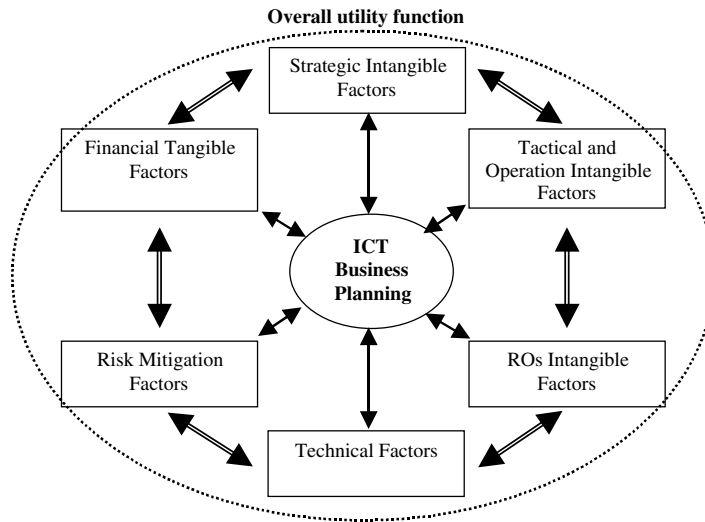 Overall utility function
Strategic Intangible
Factors
Financial Tangible
Factors
Tactical and
Operation Intangible
Factors
ICT
Business
Planning
Risk Mitigation
Factors
ROs Intangible
Factors
Technical Factors